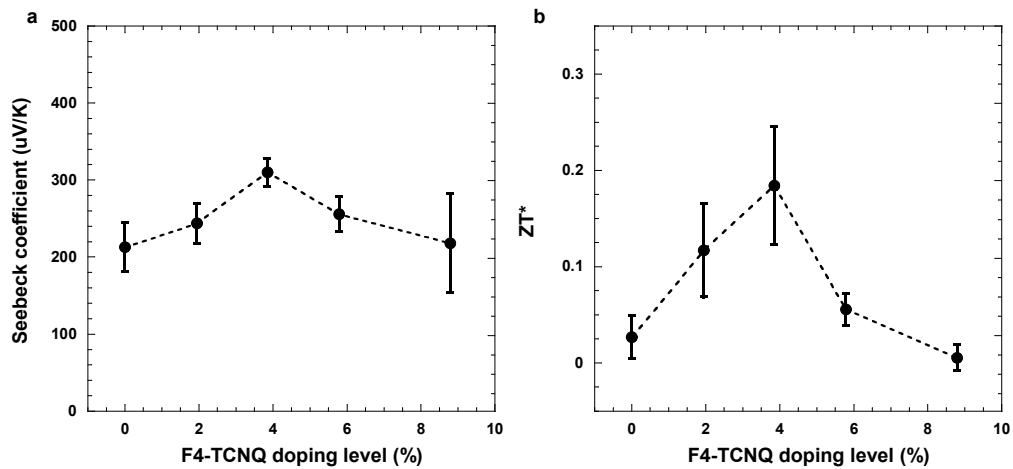 a
500
400
300
200
100
0
Seebeck coefficient (uV/K)
0 2 4 6 8 10
F4-TCNQ doping level (%)
b
0.3
0.2
0.1
0
ZT*
0 2 4 6 8 10
F4-TCNQ doping level (%)